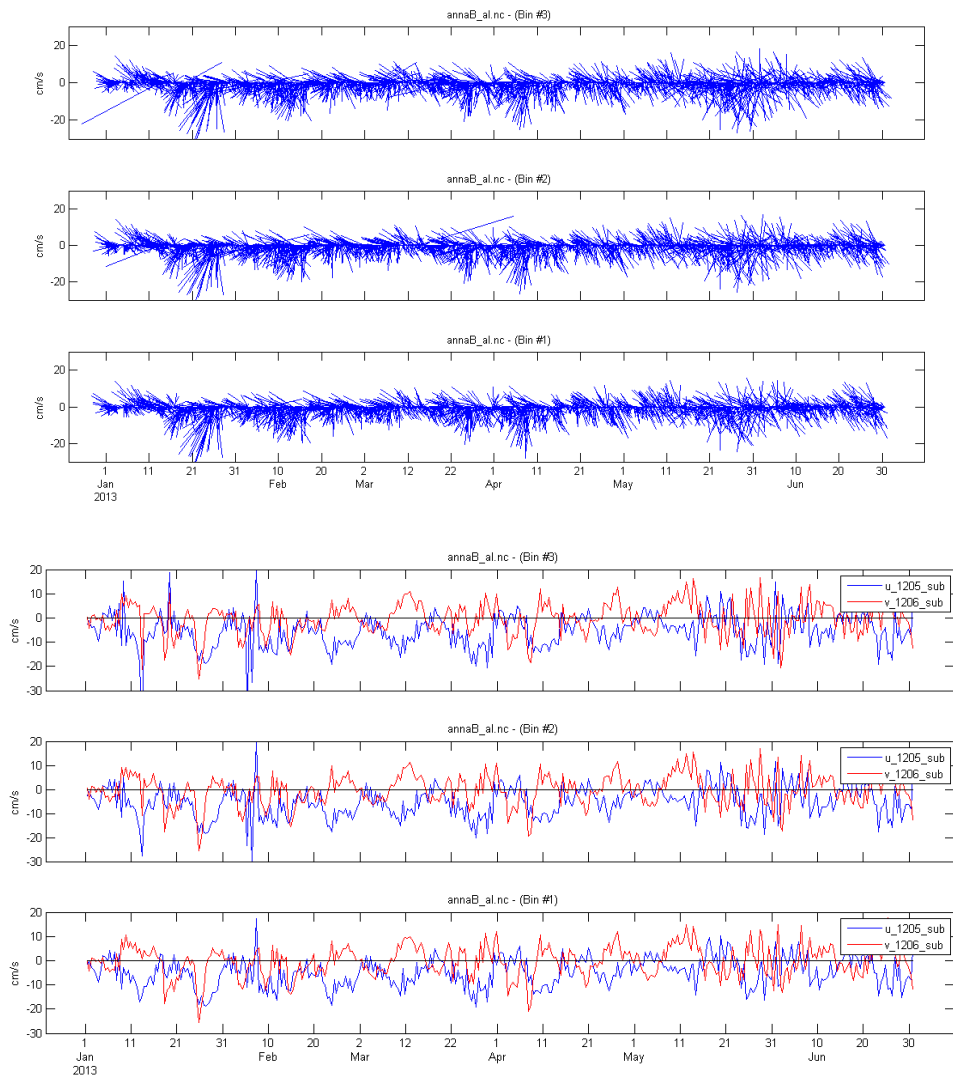 annaB_al.nc - (Bin #3)
20
0
-20
cm/s
annaB_al.nc - (Bin #2)
20
0
-20
cm/s
annaB_al.nc - (Bin #1)
20
0
-20
cm/s
1 11 21 31 10 20 2 12 22 1 11 21 1 11 21 31 10 20 30
Jan Feb Mar Apr May Jun
2013
annaB_al.nc - (Bin #3)
20
10
0
-10
-20
-30
cm/s
u_1205_sub
v_1206_sub
annaB_al.nc - (Bin #2)
20
10
0
-10
-20
-30
cm/s
u_1205_sub
v_1206_sub
annaB_al.nc - (Bin #1)
20
10
0
-10
-20
-30
cm/s
u_1205_sub
v_1206_sub
1 11 21 31 10 20 2 12 22 1 11 21 1 11 21 31 10 20 30
Jan Feb Mar Apr May Jun
2013